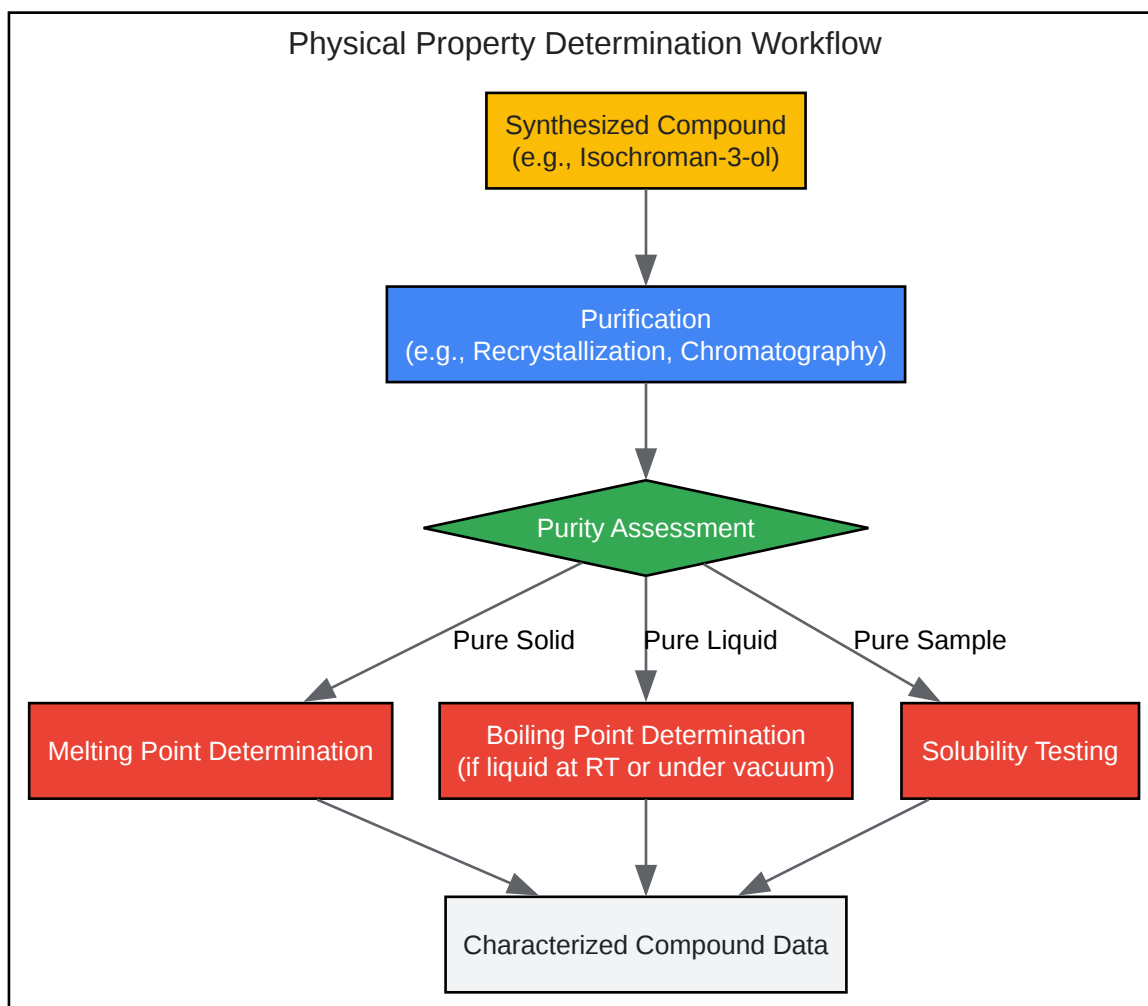 Physical Property Determination Workflow
Synthesized Compound
(e.g., Isochroman-3-ol)
Purification
(e.g., Recrystallization, Chromatography)
Purity Assessment
Pure Solid
Pure Liquid
Pure Sample
Melting Point Determination
Boiling Point Determination
(if liquid at RT or under vacuum)
Solubility Testing
Characterized Compound Data